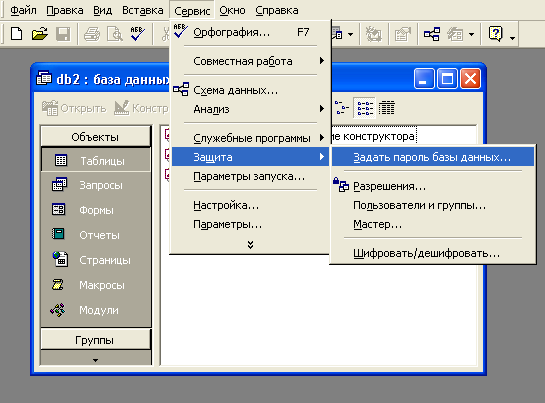 Файл Правка Вид Вставка Сервис Окно Справка
Орфография... F7
Совместная работа
Схема данных...
Анализ
Служебные программы
Защита
Параметры запуска...
Настройка...
Параметры...
db2 : база данных
Открыть
Констр
Объекты
Таблицы
Запросы
Формы
Отчеты
Страницы
Макросы
Модули
Группы
конструктора
Задать пароль базы данных...
Разрешения...
Пользователи и группы...
Мастер...
Шифровать/дешифровать...